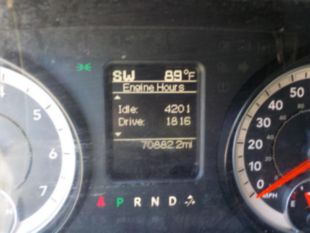 SW 89°F
Engine Hours
Idle: 4201
Drive: 1816
70882.2mi
P R N D
4
5
6
7
50
40
30
20
10
0
MPH